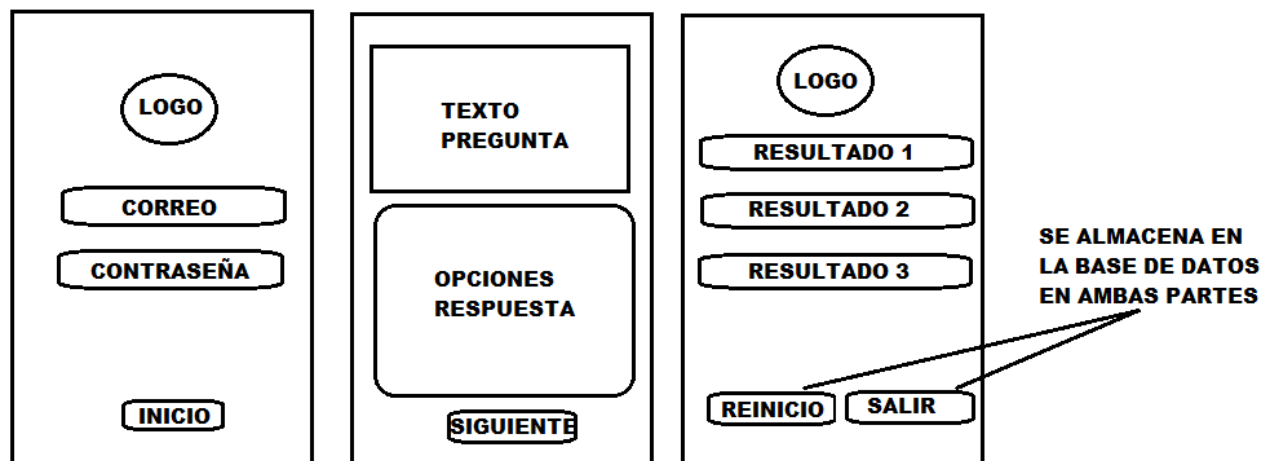 LOGO
CORREO
CONTRASEÑA
INICIO
TEXTO
PREGUNTA
OPCIONES
RESPUESTA
SIGUIENTE
LOGO
RESULTADO 1
RESULTADO 2
RESULTADO 3
REINICIO
SALIR
SE ALMACENA EN
LA BASE DE DATOS
EN AMBAS PARTES